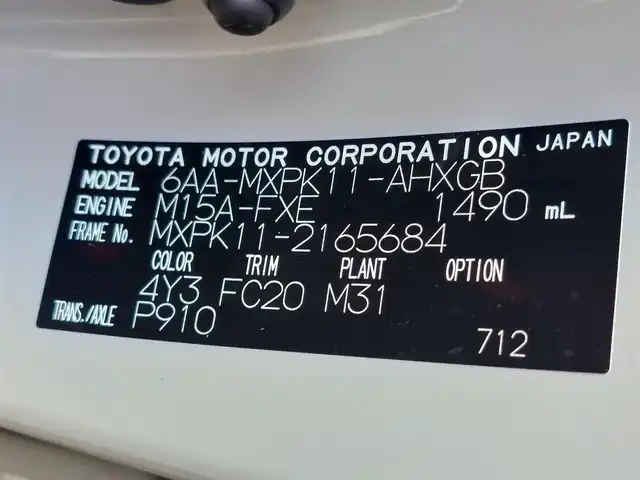 TOYOTA MOTOR CORPORATION JAPAN
MODEL 6AA-MXPK11-AHXGB
ENGINE M15A-FXE 1490 mL
FRAME No. MXPK11-2165684
COLOR TRIM PLANT OPTION
4Y3 FC20 M31
TRANS./AXLE P910
712